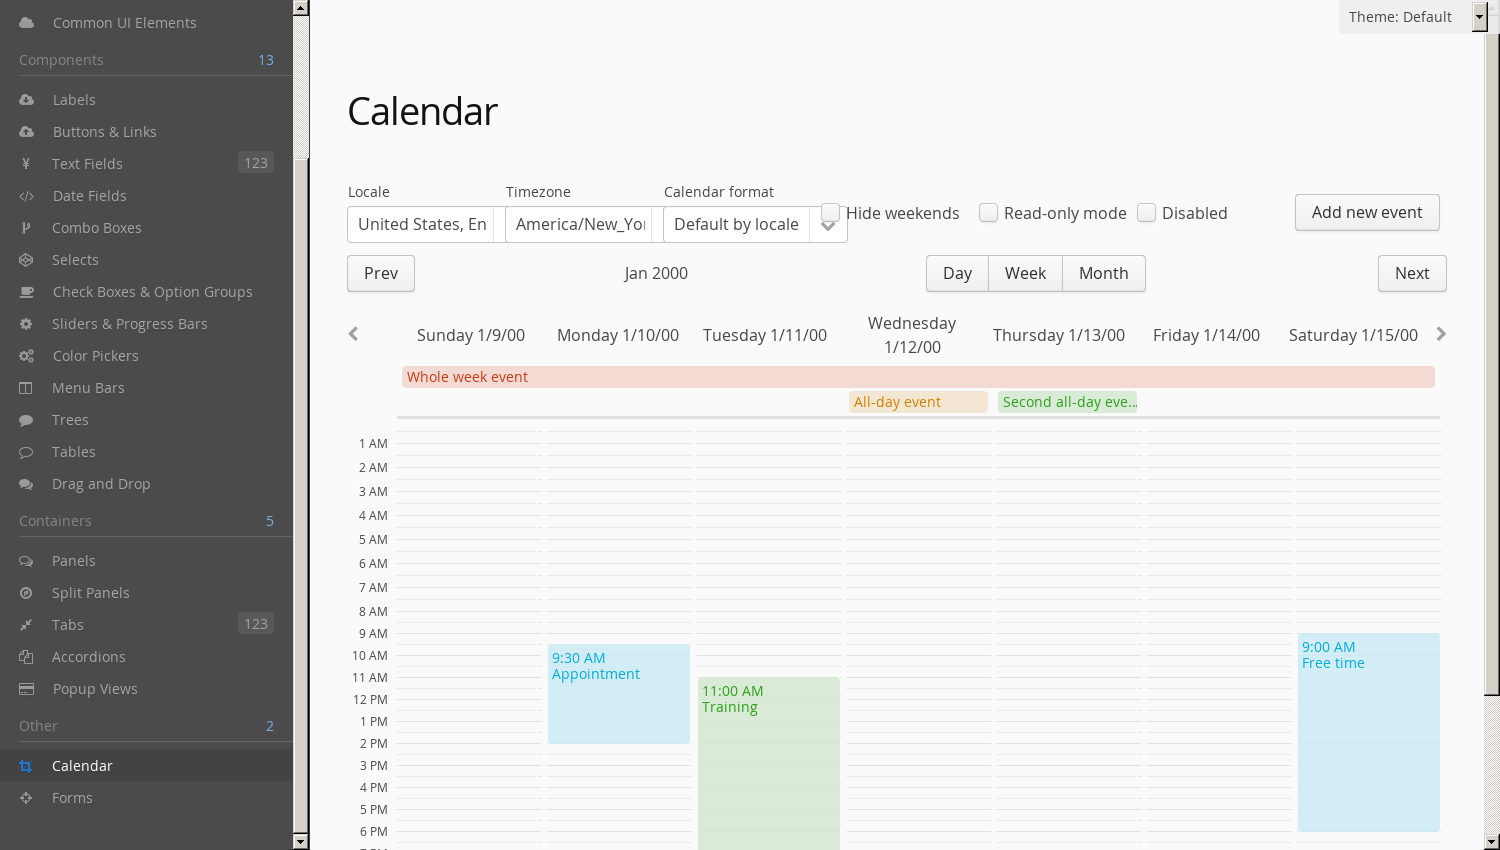 Common UI Elements
Components 13
Labels
Buttons & Links
Text Fields 123
Date Fields
Combo Boxes
Selects
Check Boxes & Option Groups
Sliders & Progress Bars
Color Pickers
Menu Bars
Trees
Tables
Drag and Drop
Containers 5
Panels
Split Panels
Tabs 123
Accordions
Popup Views
Other 2
Calendar
Forms
Theme: Default
Calendar
Locale Timezone Calendar format
United States, En America/New_Yo Default by locale Hide weekends Read-only mode Disabled Add new event
Prev Jan 2000 Day Week Month Next
Sunday 1/9/00 Monday 1/10/00 Tuesday 1/11/00 Wednesday 1/12/00 Thursday 1/13/00 Friday 1/14/00 Saturday 1/15/00
Whole week event
All-day event Second all-day eve...
1 AM
2 AM
3 AM
4 AM
5 AM
6 AM
7 AM
8 AM
9 AM
10 AM
11 AM
12 PM
1 PM
2 PM
3 PM
4 PM
5 PM
6 PM
9:30 AM
Appointment
11:00 AM
Training
9:00 AM
Free time